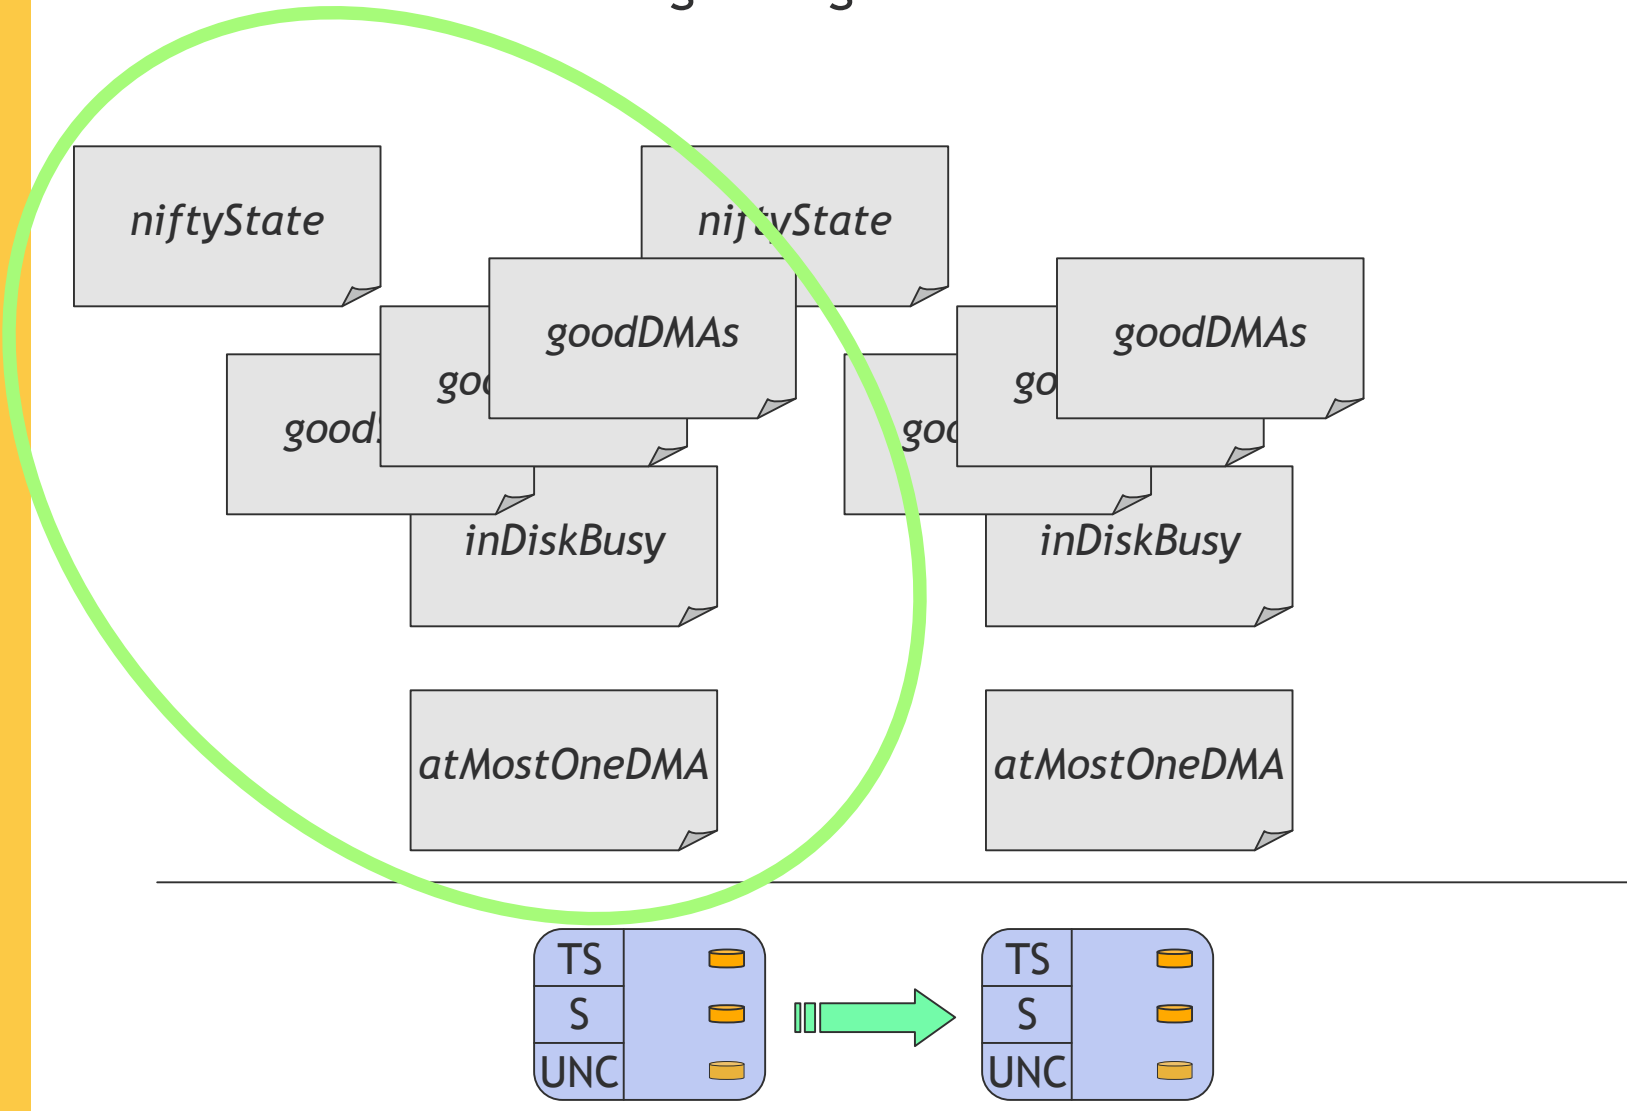 niftyState
niftyState
goodDMAs
goodDMAs
inDiskBusy
inDiskBusy
atMostOneDMA
atMostOneDMA
TS
TS
S
S
UNC
UNC